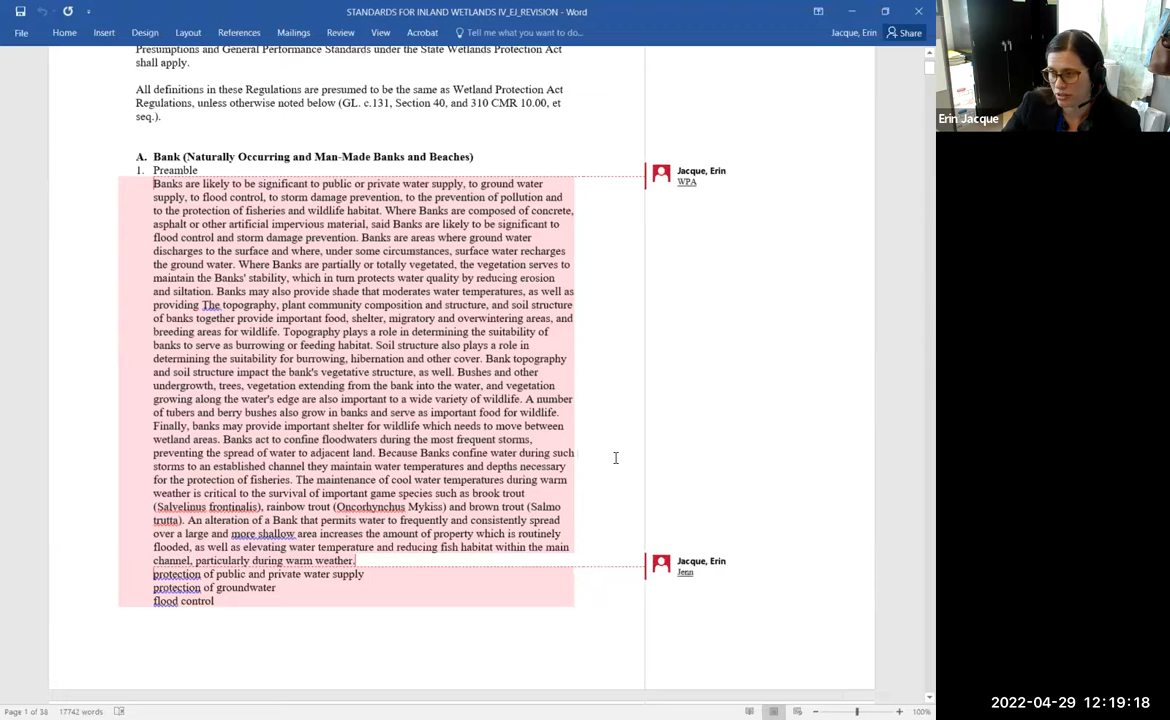 STANDARDS FOR INLAND WETLANDS IV_EJ_REVISION - Word
File Home Insert Design Layout References Mailings Review View Acrobat Tell me what you want to do... Jacque, Erin Share
Presumptions and General Performance Standards under the State Wetlands Protection Act
shall apply.
All definitions in these Regulations are presumed to be the same as Wetland Protection Act
Regulations, unless otherwise noted below (GL. c.131, Section 40, and 310 CMR 10.00, et
seq.).
A. Bank (Naturally Occurring and Man-Made Banks and Beaches)
1. Preamble
Banks are likely to be significant to public or private water supply, to ground water
supply, to flood control, to storm damage prevention, to the prevention of pollution and
to the protection of fisheries and wildlife habitat. Where Banks are composed of concrete,
asphalt or other artificial impervious material, said Banks are likely to be significant to
flood control and storm damage prevention. Banks are areas where ground water
discharges to the surface and where, under some circumstances, surface water recharges
the ground water. Where Banks are partially or totally vegetated, the vegetation serves to
maintain the Banks' stability, which in turn protects water quality by reducing erosion
and siltation. Banks may also provide shade that moderates water temperatures, as well as
providing The topography, plant community composition and structure, and soil structure
of banks together provide important food, shelter, migratory and overwintering areas, and
breeding areas for wildlife. Topography plays a role in determining the suitability of
banks to serve as burrowing or feeding habitat. Soil structure also plays a role in
determining the suitability for burrowing, hibernation and other cover. Bank topography
and soil structure impact the bank's vegetative structure, as well. Bushes and other
undergrowth, trees, vegetation extending from the bank into the water, and vegetation
growing along the water's edge are also important to a wide variety of wildlife. A number
of tubers and berry bushes also grow in banks and serve as important food for wildlife.
Finally, banks may provide important shelter for wildlife which needs to move between
wetland areas. Banks act to confine floodwaters during the most frequent storms,
preventing the spread of water to adjacent land. Because Banks confine water during such
storms to an established channel they maintain water temperatures and depths necessary
for the protection of fisheries. The maintenance of cool water temperatures during warm
weather is critical to the survival of important game species such as brook trout
(Salvelinus frontinalis), rainbow trout (Oncorhynchus Mykiss) and brown trout (Salmo
trutta). An alteration of a Bank that permits water to frequently and consistently spread
over a large and more shallow area increases the amount of property which is routinely
flooded, as well as elevating water temperature and reducing fish habitat within the main
channel, particularly during warm weather.
protection of public and private water supply
protection of groundwater
flood control
Jacque, Erin
WPA
Jacque, Erin
Jenn
Erin Jacque
Page 1 of 38 17742 words 100%
2022-04-29 12:19:18